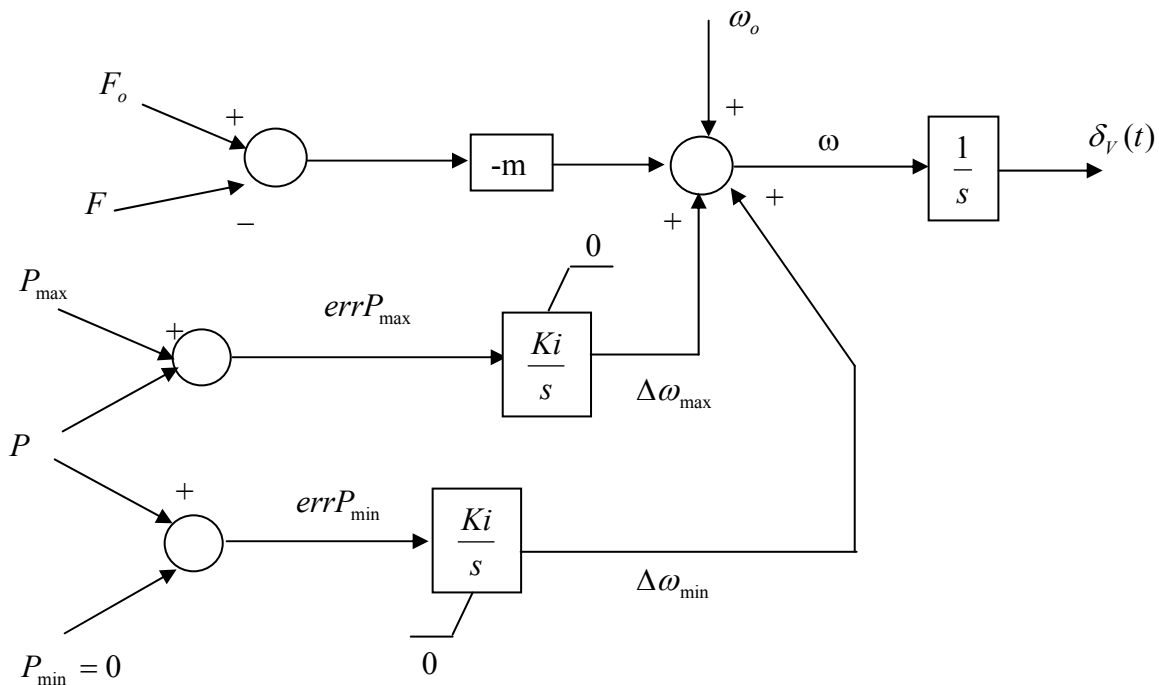 ω_o
F_o
+
+
-m
ω
1/s
δ_V(t)
F
−
+
+
0
P_max
+
errP_max
Ki/s
Δω_max
P
+
errP_min
Ki/s
Δω_min
0
P_min = 0